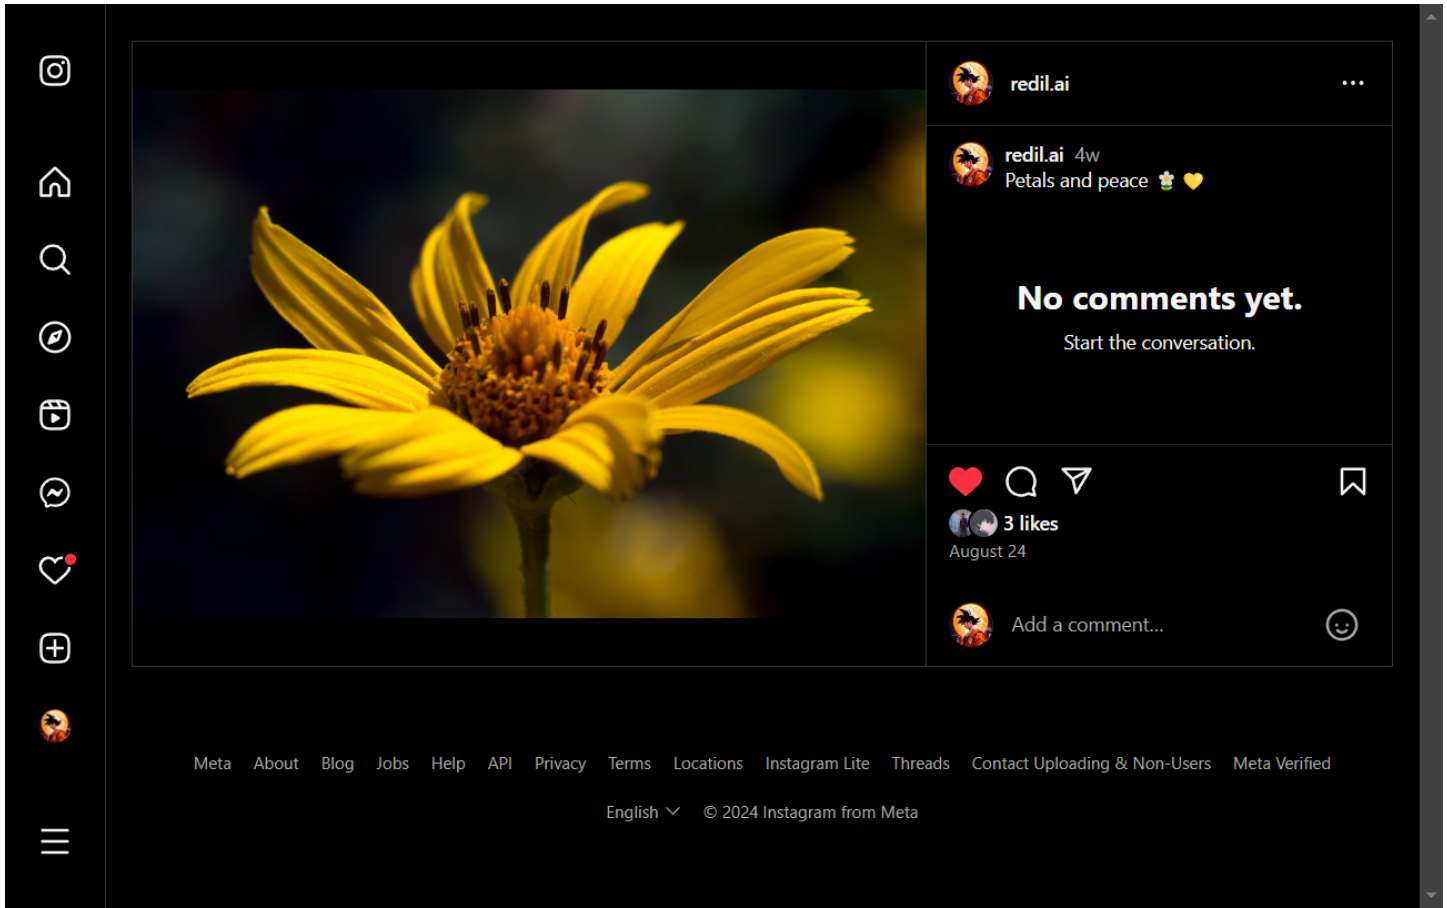 redil.ai
redil.ai 4w
Petals and peace 🌼 💛
No comments yet.
Start the conversation.
3 likes
August 24
Add a comment...
Meta About Blog Jobs Help API Privacy Terms Locations Instagram Lite Threads Contact Uploading & Non-Users Meta Verified
English © 2024 Instagram from Meta